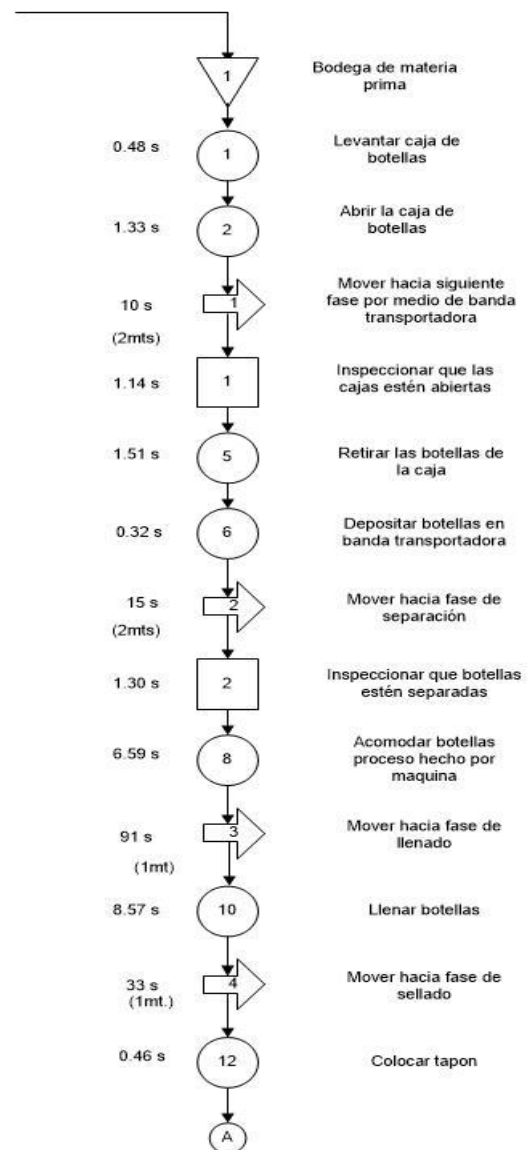 1
Bodega de materia
prima
0.48 s
1
Levantar caja de
botellas
1.33 s
2
Abrir la caja de
botellas
10 s
(2mts)
1
Mover hacia siguiente
fase por medio de banda
transportadora
1.14 s
1
Inspeccionar que las
cajas estén abiertas
1.51 s
5
Retirar las botellas de
la caja
0.32 s
6
Depositar botellas en
banda transportadora
15 s
(2mts)
2
Mover hacia fase de
separación
1.30 s
2
Inspeccionar que botellas
estén separadas
6.59 s
8
Acomodar botellas
proceso hecho por
maquina
91 s
(1mt)
3
Mover hacia fase de
llenado
8.57 s
10
Llenar botellas
33 s
(1mt.)
4
Mover hacia fase de
sellado
0.46 s
12
Colocar tapon
A